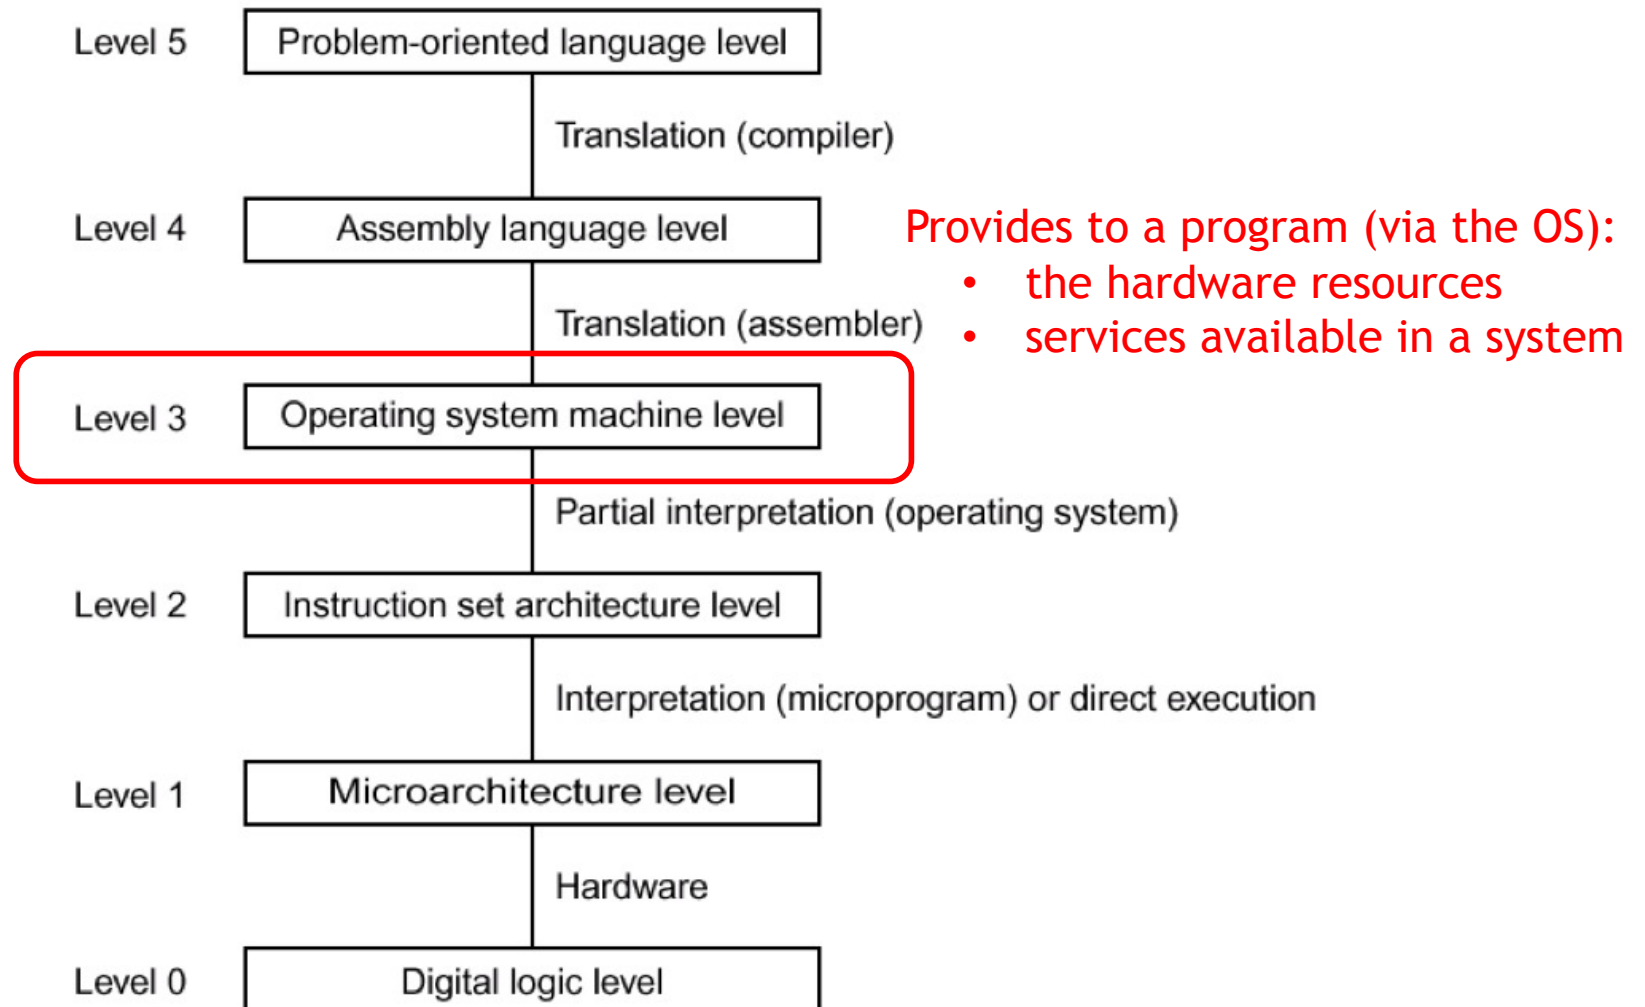 Level 5 Problem-oriented language level
Translation (compiler)
Level 4 Assembly language level
Provides to a program (via the OS):
• the hardware resources
Translation (assembler)
• services available in a system
Level 3 Operating system machine level
Partial interpretation (operating system)
Level 2 Instruction set architecture level
Interpretation (microprogram) or direct execution
Level 1 Microarchitecture level
Hardware
Level 0 Digital logic level